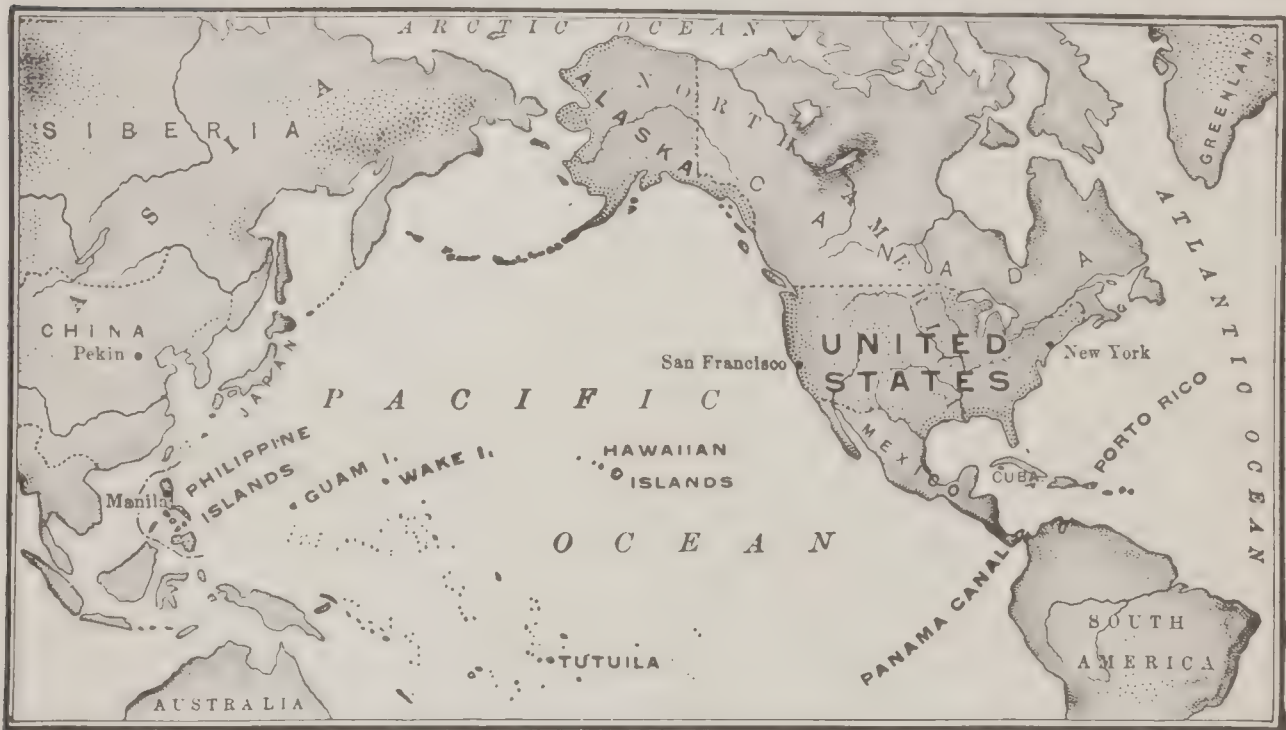 ARCTIC OCEAN
SIBERIA
ASIA
ALASKA
NORTH
AMERICA
CANADA
GREENLAND
ATLANTIC OCEAN
CHINA
Pekin
JAPAN
San Francisco
UNITED
STATES
New York
PACIFIC
OCEAN
PHILIPPINE
ISLANDS
Manila
GUAM I.
WAKE I.
HAWAIIAN
ISLANDS
MEXICO
CUBA
PORTO RICO
PANAMA CANAL
TUTUILA
SOUTH
AMERICA
AUSTRALIA